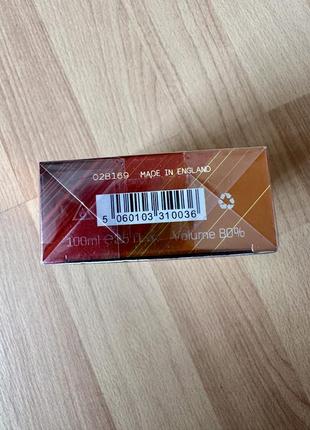 02B169 MADE IN ENGLAND
5 060103 310036
100ml e Volume 80%